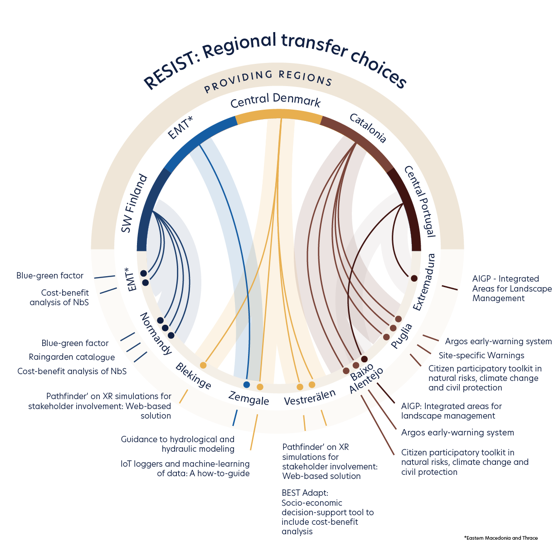 RESIST: Regional transfer choices
PROVIDING REGIONS
SW Finland
EMT*
Central Denmark
Catalonia
Central Portugal
EMT*
Normandy
Blekinge
Zemgale
Vesterålen
Baixo
Alentejo
Puglia
Extremadura
Blue-green factor
Cost-benefit
analysis of NbS
Blue-green factor
Raingarden catalogue
Cost-benefit analysis of NbS
Pathfinder' on XR simulations for
stakeholder involvement: Web-based
solution
Guidance to hydrological and
hydraulic modeling
IoT loggers and machine-learning
of data: A how-to-guide
Pathfinder' on XR
simulations for
stakeholder involvement:
Web-based solution
BEST Adapt:
Socio-economic
decision-support tool to
include cost-benefit
analysis
AIGP - Integrated
Areas for Landscape
Management
Argos early-warning system
Site-specific Warnings
Citizen participatory toolkit in
natural risks, climate change
and civil protection
AIGP: Integrated areas for
landscape management
Argos early-warning system
Citizen participatory toolkit in
natural risks, climate change and
civil protection
*Eastern Macedonia and Thrace